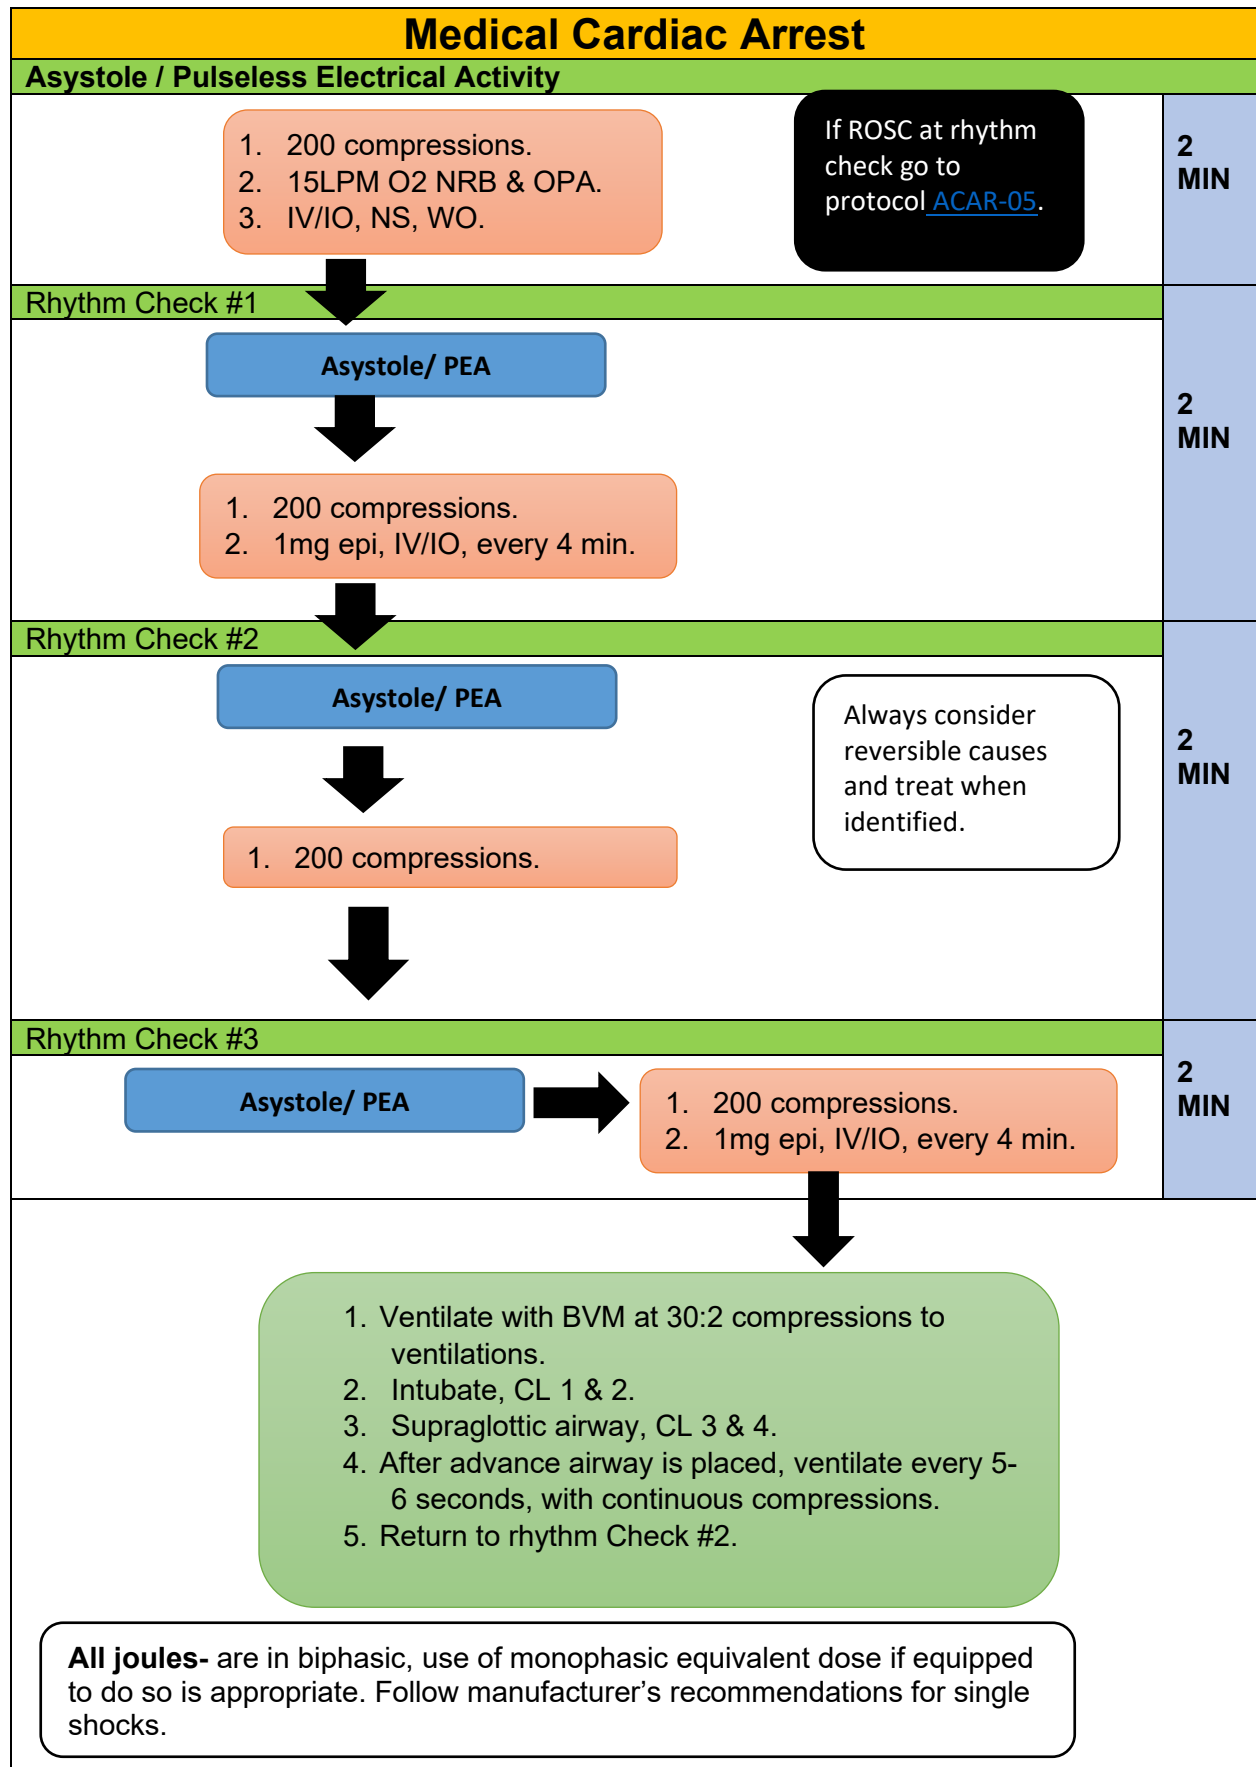 Medical Cardiac Arrest
Asystole / Pulseless Electrical Activity
1. 200 compressions.
2. 15LPM O2 NRB & OPA.
3. IV/IO, NS, WO.
If ROSC at rhythm
check go to
protocol ACAR-05.
2
MIN
Rhythm Check #1
Asystole/ PEA
2
MIN
1. 200 compressions.
2. 1mg epi, IV/IO, every 4 min.
Rhythm Check #2
Asystole/ PEA
Always consider
reversible causes
and treat when
identified.
2
MIN
1. 200 compressions.
Rhythm Check #3
Asystole/ PEA
1. 200 compressions.
2. 1mg epi, IV/IO, every 4 min.
2
MIN
1. Ventilate with BVM at 30:2 compressions to
ventilations.
2. Intubate, CL 1 & 2.
3. Supraglottic airway, CL 3 & 4.
4. After advance airway is placed, ventilate every 5-
6 seconds, with continuous compressions.
5. Return to rhythm Check #2.
All joules- are in biphasic, use of monophasic equivalent dose if equipped
to do so is appropriate. Follow manufacturer’s recommendations for single
shocks.